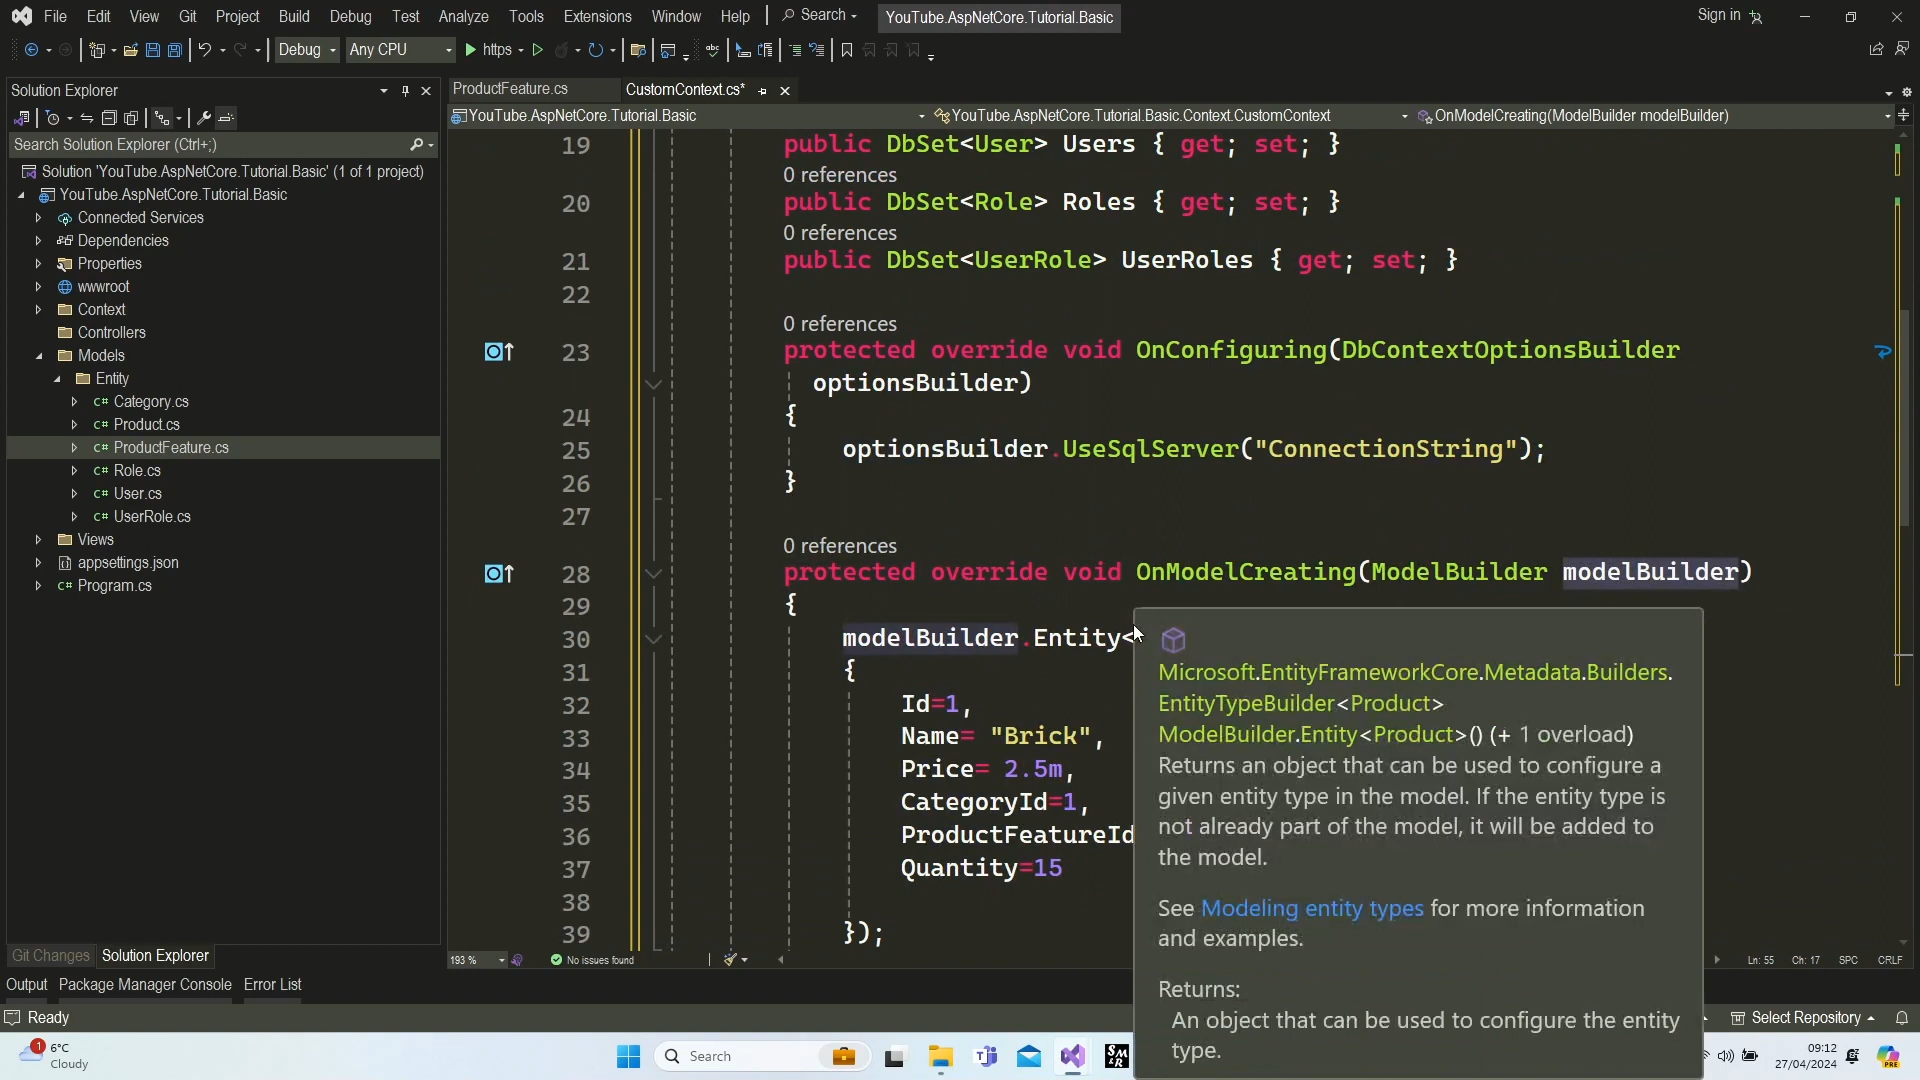 File Edit View Git Project Build Debug Test Analyze Tools Extensions Window Help Search YouTube.AspNetCore.Tutorial.Basic Sign in
Debug Any CPU https
Solution Explorer
Search Solution Explorer (Ctrl+;)
Solution 'YouTube.AspNetCore.Tutorial.Basic' (1 of 1 project)
YouTube.AspNetCore.Tutorial.Basic
Connected Services
Dependencies
Properties
wwwroot
Context
Controllers
Models
Entity
C# Category.cs
C# Product.cs
C# ProductFeature.cs
C# Role.cs
C# User.cs
C# UserRole.cs
Views
appsettings.json
C# Program.cs
Git Changes Solution Explorer
ProductFeature.cs CustomContext.cs*
YouTube.AspNetCore.Tutorial.Basic YouTube.AspNetCore.Tutorial.Basic.Context.CustomContext OnModelCreating(ModelBuilder modelBuilder)
19 public DbSet<User> Users { get; set; }
0 references
20 public DbSet<Role> Roles { get; set; }
0 references
21 public DbSet<UserRole> UserRoles { get; set; }
22
0 references
23 protected override void OnConfiguring(DbContextOptionsBuilder
optionsBuilder)
24 {
25 optionsBuilder.UseSqlServer("ConnectionString");
26 }
27
0 references
28 protected override void OnModelCreating(ModelBuilder modelBuilder)
29 {
30 modelBuilder.Entity<
31 {
32 Id=1,
33 Name= "Brick",
34 Price= 2.5m,
35 CategoryId=1,
36 ProductFeatureId
37 Quantity=15
38
39 });
Microsoft.EntityFrameworkCore.Metadata.Builders.
EntityTypeBuilder<Product>
ModelBuilder.Entity<Product>() (+ 1 overload)
Returns an object that can be used to configure a
given entity type in the model. If the entity type is
not already part of the model, it will be added to
the model.
See Modeling entity types for more information
and examples.
Returns:
An object that can be used to configure the entity
type.
193 % No issues found Ln: 55 Ch: 17 SPC CRLF
Output Package Manager Console Error List
Ready Select Repository
1 6°C
Cloudy
Search
SM&R
PRE
09:12
27/04/2024